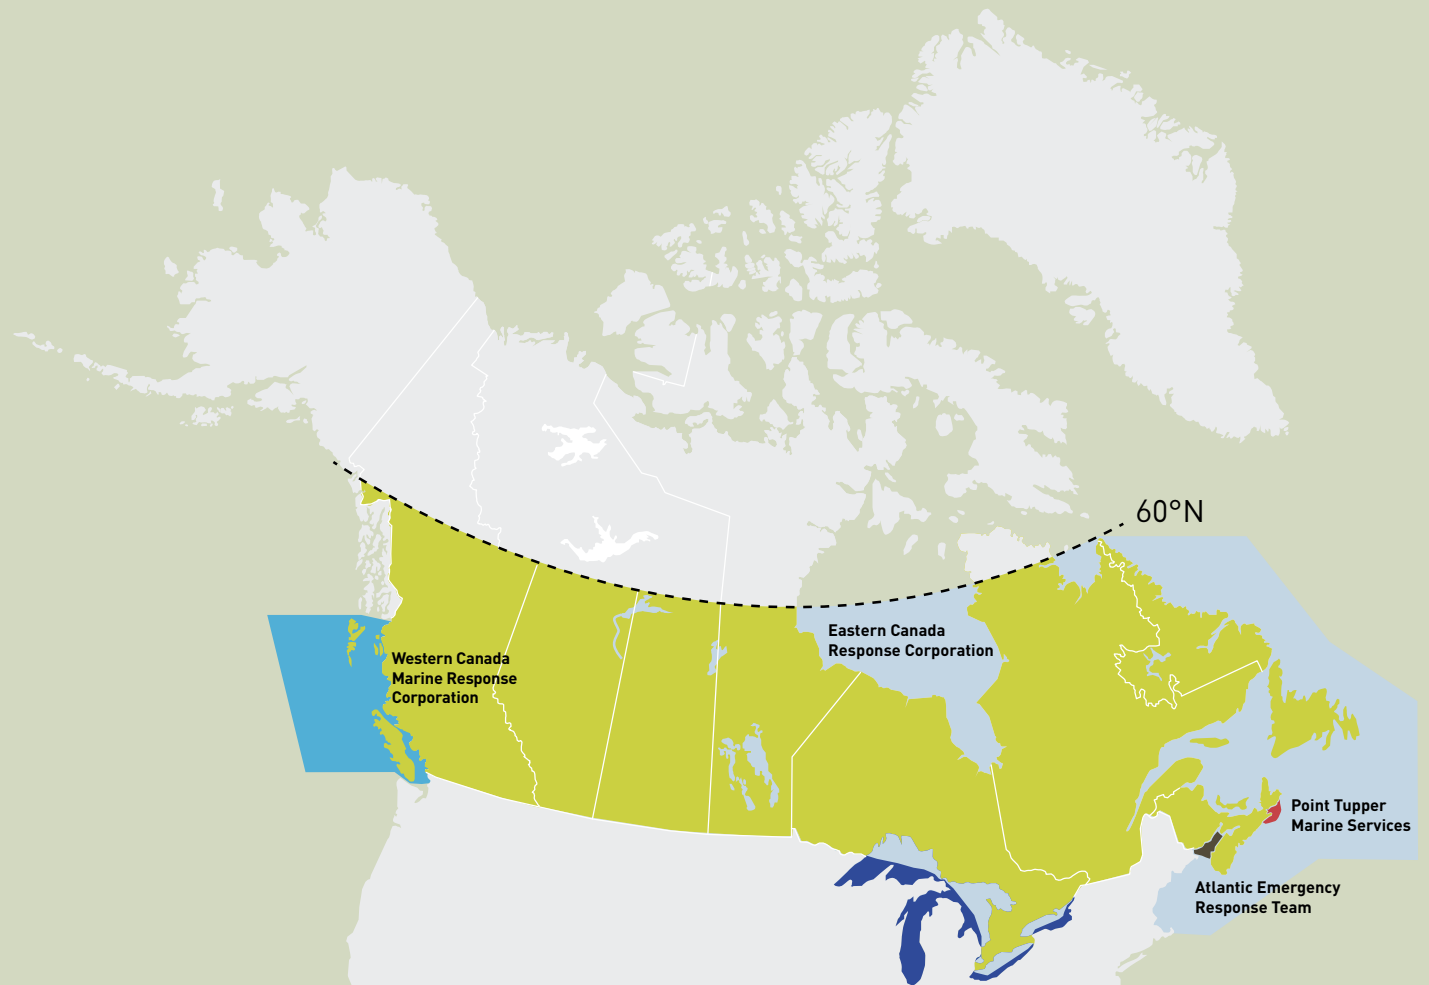 60°N
Eastern Canada
Response Corporation
Western Canada
Marine Response
Corporation
Point Tupper
Marine Services
Atlantic Emergency
Response Team